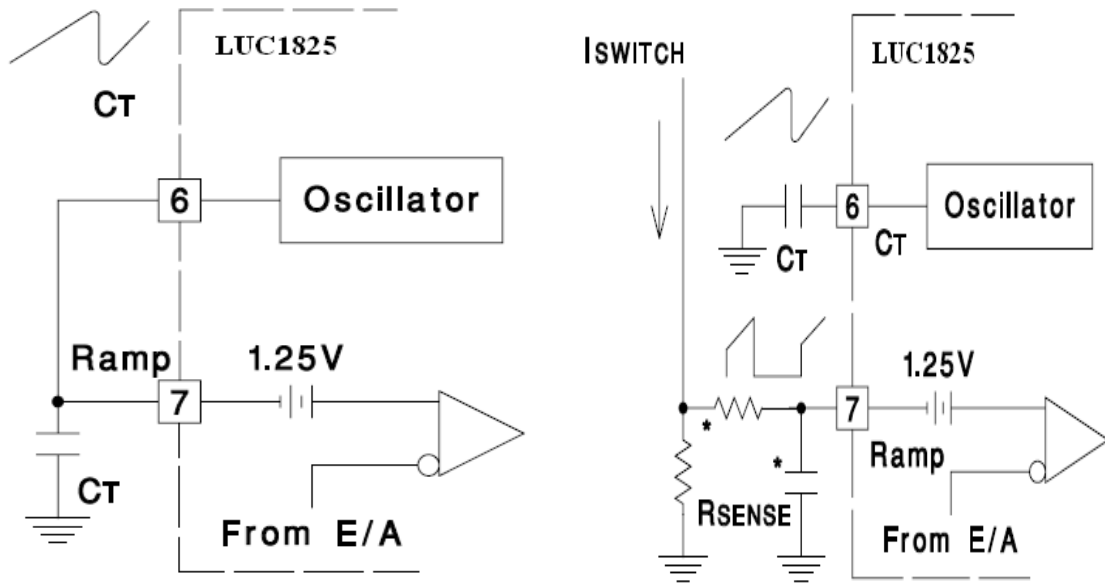 LUC1825
CT
6
Oscillator
Ramp
1.25V
7
CT
From E/A
ISWITCH
LUC1825
6
Oscillator
CT
CT
1.25V
7
*
Ramp
*
RSENSE
From E/A